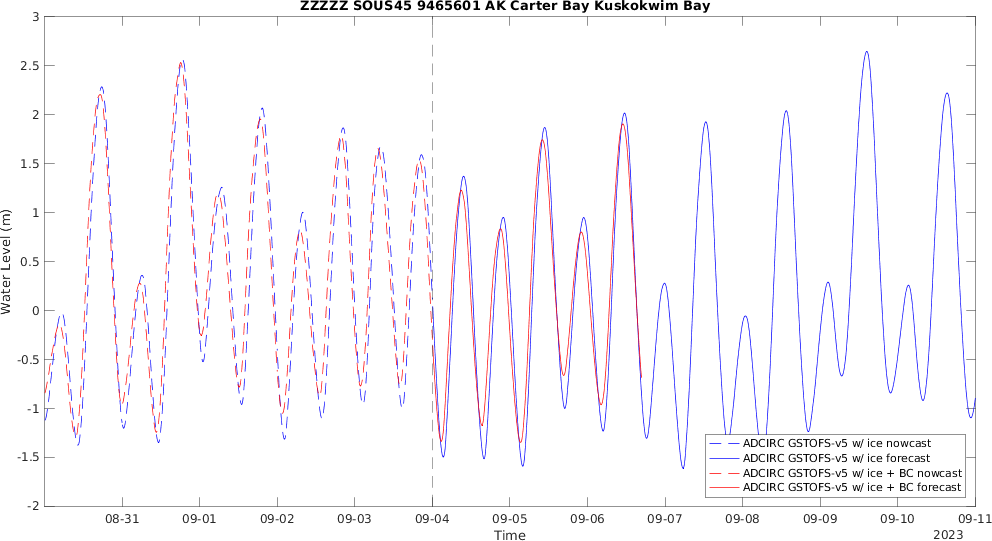 ZZZZZ SOUS45 9465601 AK Carter Bay Kuskokwim Bay
3
2.5
2
1.5
1
0.5
0
-0.5
-1
-1.5
-2
Water Level (m)
08-31 09-01 09-02 09-03 09-04 09-05 09-06 09-07 09-08 09-09 09-10 09-11
Time
2023
ADCIRC GSTOFS-v5 w/ ice nowcast
ADCIRC GSTOFS-v5 w/ ice forecast
ADCIRC GSTOFS-v5 w/ ice + BC nowcast
ADCIRC GSTOFS-v5 w/ ice + BC forecast